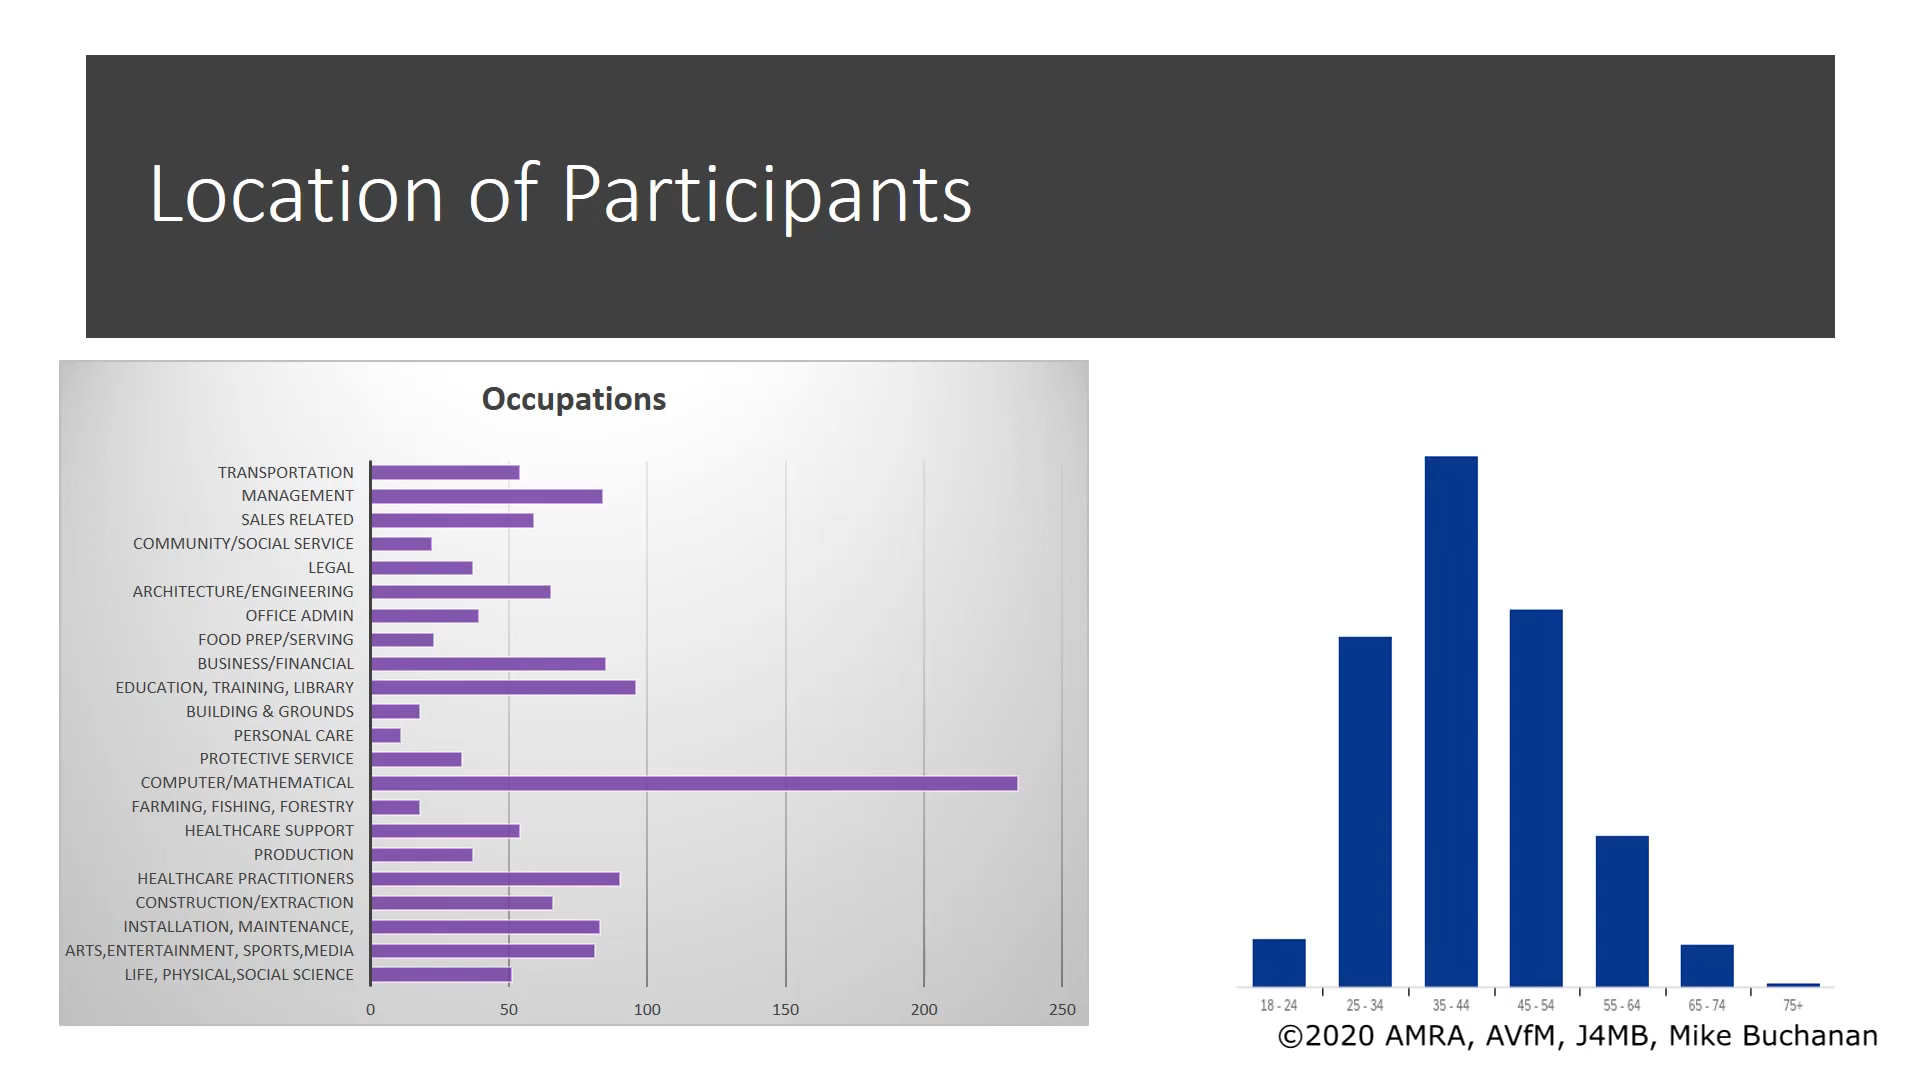 Location of Participants
Occupations
TRANSPORTATION
MANAGEMENT
SALES RELATED
COMMUNITY/SOCIAL SERVICE
LEGAL
ARCHITECTURE/ENGINEERING
OFFICE ADMIN
FOOD PREP/SERVING
BUSINESS/FINANCIAL
EDUCATION, TRAINING, LIBRARY
BUILDING & GROUNDS
PERSONAL CARE
PROTECTIVE SERVICE
COMPUTER/MATHEMATICAL
FARMING, FISHING, FORESTRY
HEALTHCARE SUPPORT
PRODUCTION
HEALTHCARE PRACTITIONERS
CONSTRUCTION/EXTRACTION
INSTALLATION, MAINTENANCE,
ARTS,ENTERTAINMENT, SPORTS,MEDIA
LIFE, PHYSICAL,SOCIAL SCIENCE
0 50 100 150 200 250
18 - 24 25 - 34 35 - 44 45 - 54 55 - 64 65 - 74 75+
©2020 AMRA, AVfM, J4MB, Mike Buchanan